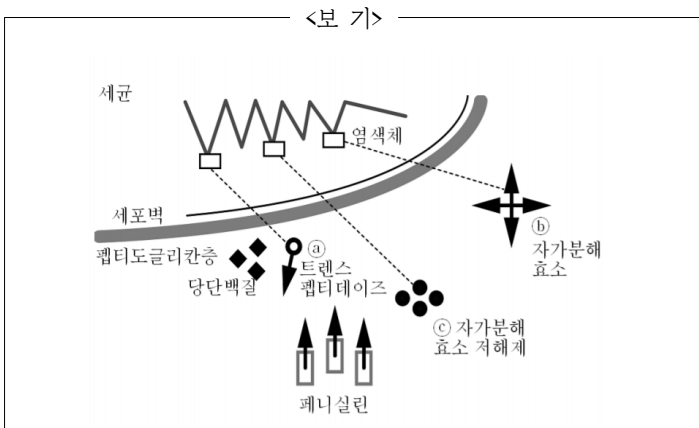 <보 기>
세균
염색체
세포벽
펩티도글리칸층
당단백질
ⓐ
트렌스
펩티데이즈
ⓑ
자가분해
효소
ⓒ 자가분해
효소 저해제
페니실린